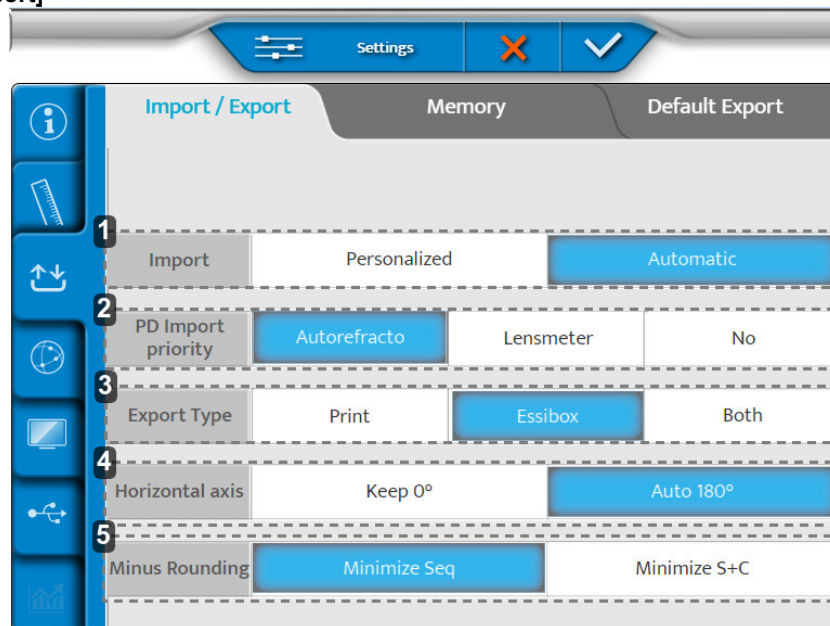 ort]
Settings
Import / Export Memory Default Export
1
Import Personalized Automatic
2
PD Import
priority Autorefracto Lensmeter No
3
Export Type Print Essibox Both
4
Horizontal axis Keep 0° Auto 180°
5
Minus Rounding Minimize Seq Minimize S+C